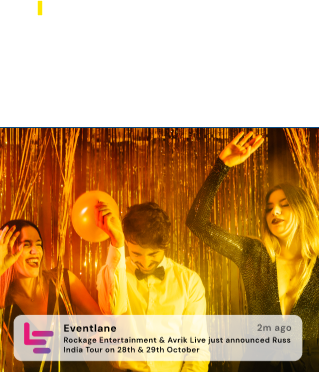 Eventlane
2m ago
Rockage Entertainment & Avrik Live just announced Russ
India Tour on 28th & 29th October